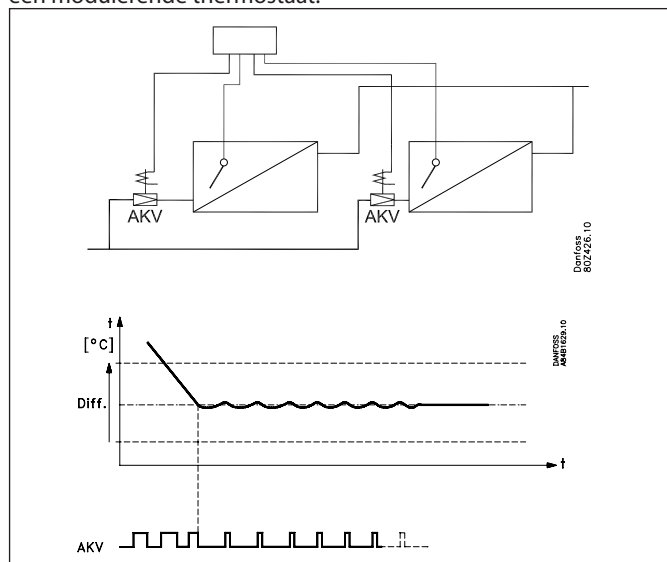 een modulerende thermostaat.
AKV
AKV
Danfoss
80Z426.10
t
[°C]
DANFOSS
A84B1629.10
Diff.
t
AKV